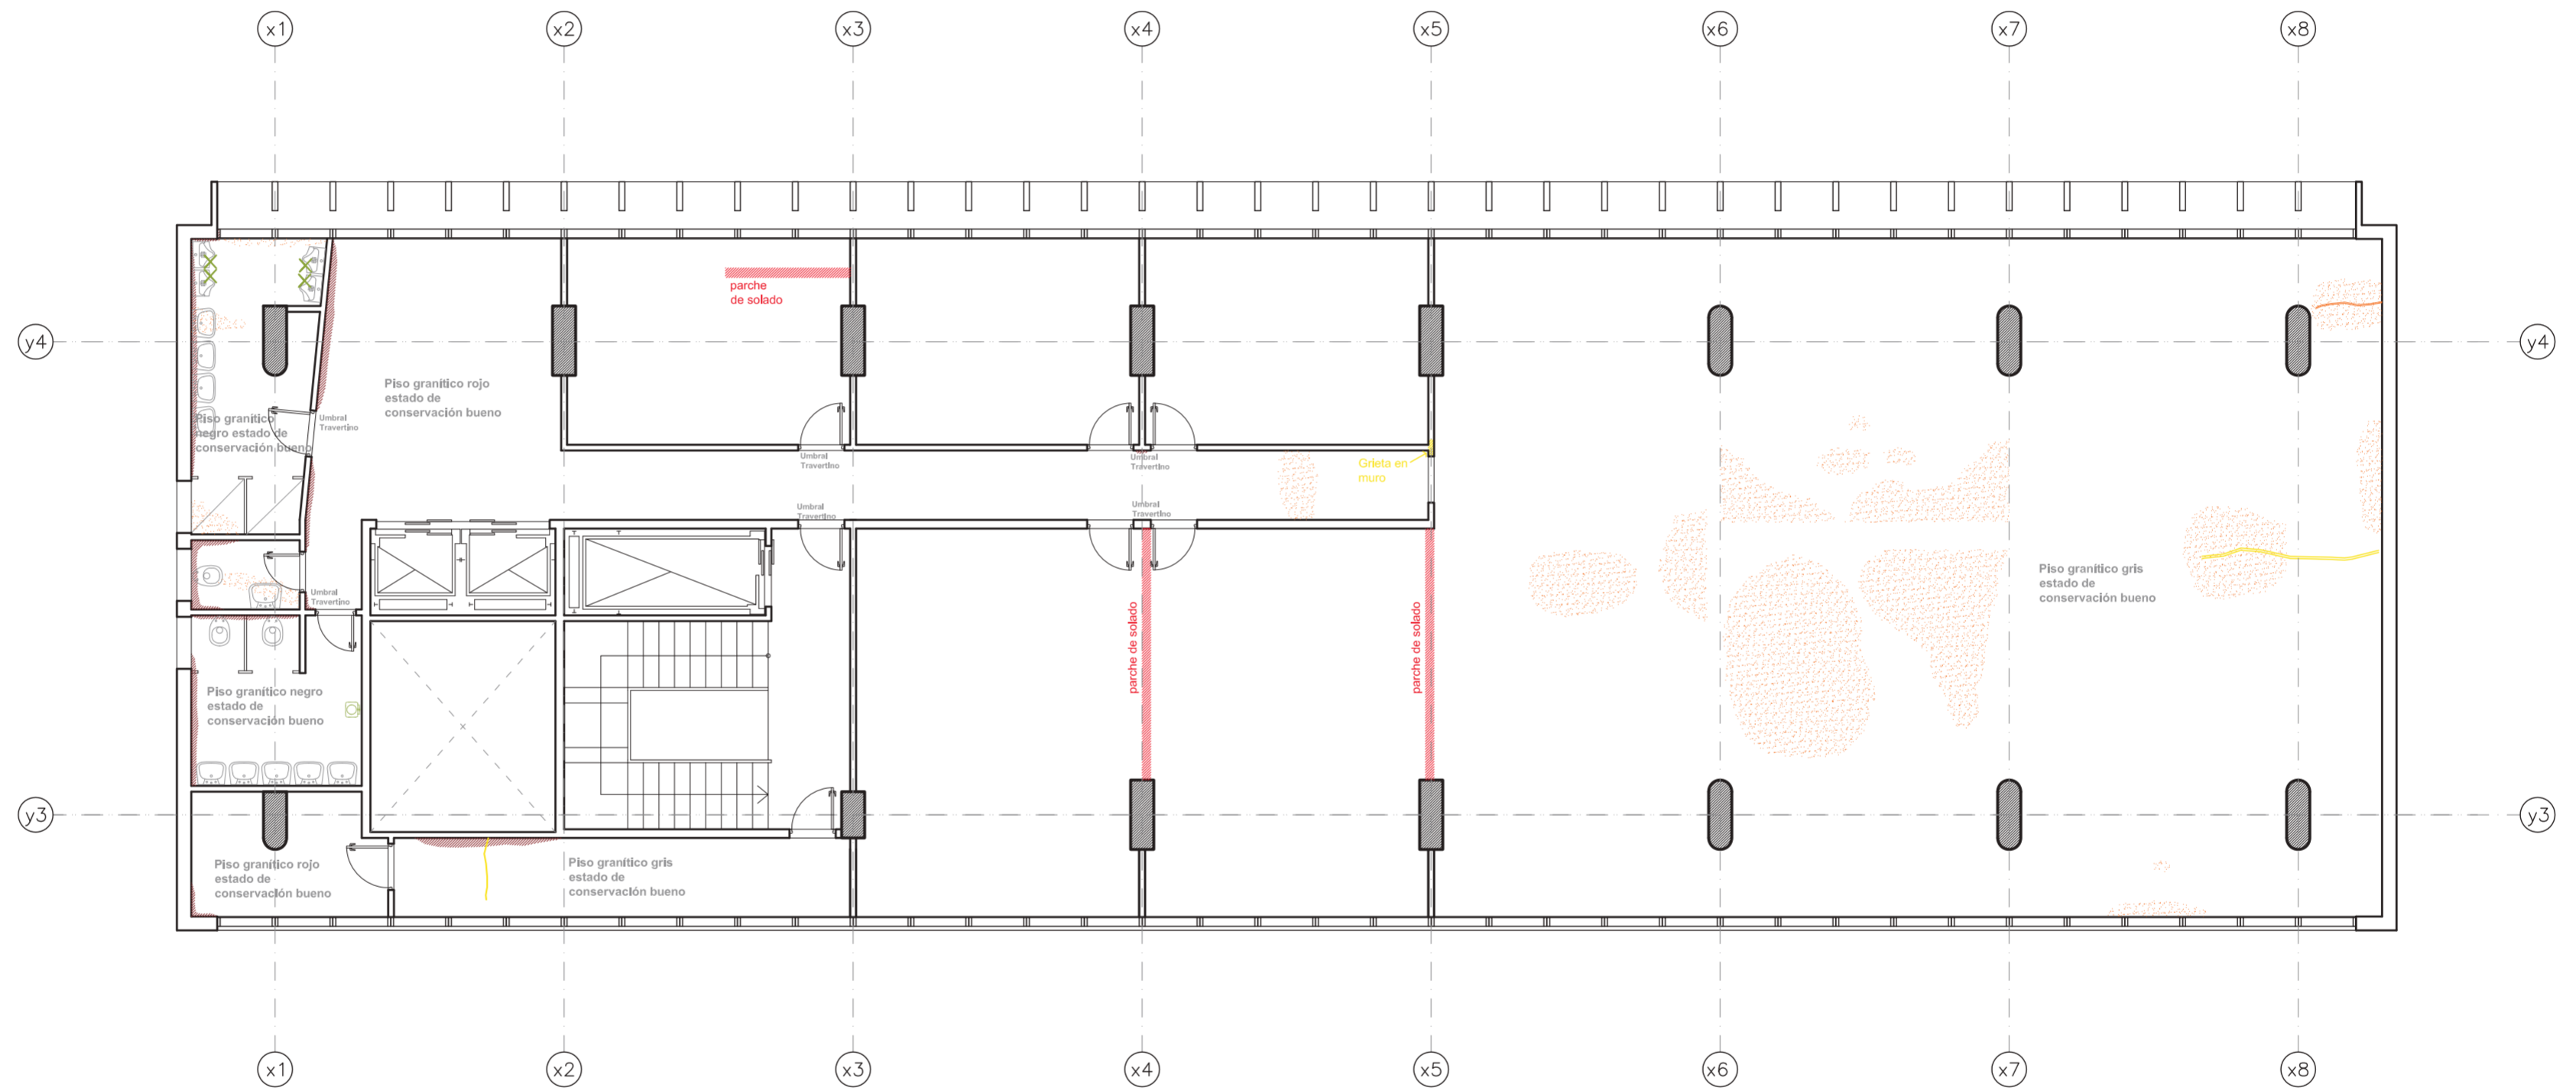 x1 x2 x3 x4 x5 x6 x7 x8
parche
de solado
y4 y4
Piso granítico rojo
estado de
conservación bueno
Piso granítico
negro estado de
conservación bueno
Umbral
Travertino
Umbral
Travertino
Umbral
Travertino
Grieta en
muro
Umbral
Travertino
Umbral
Travertino
Piso granítico gris
estado de
conservación bueno
Umbral
Travertino
parche de solado
parche de solado
Piso granítico negro
estado de
conservación bueno
y3 y3
Piso granítico rojo
estado de
conservación bueno
Piso granítico gris
estado de
conservación bueno
x1 x2 x3 x4 x5 x6 x7 x8